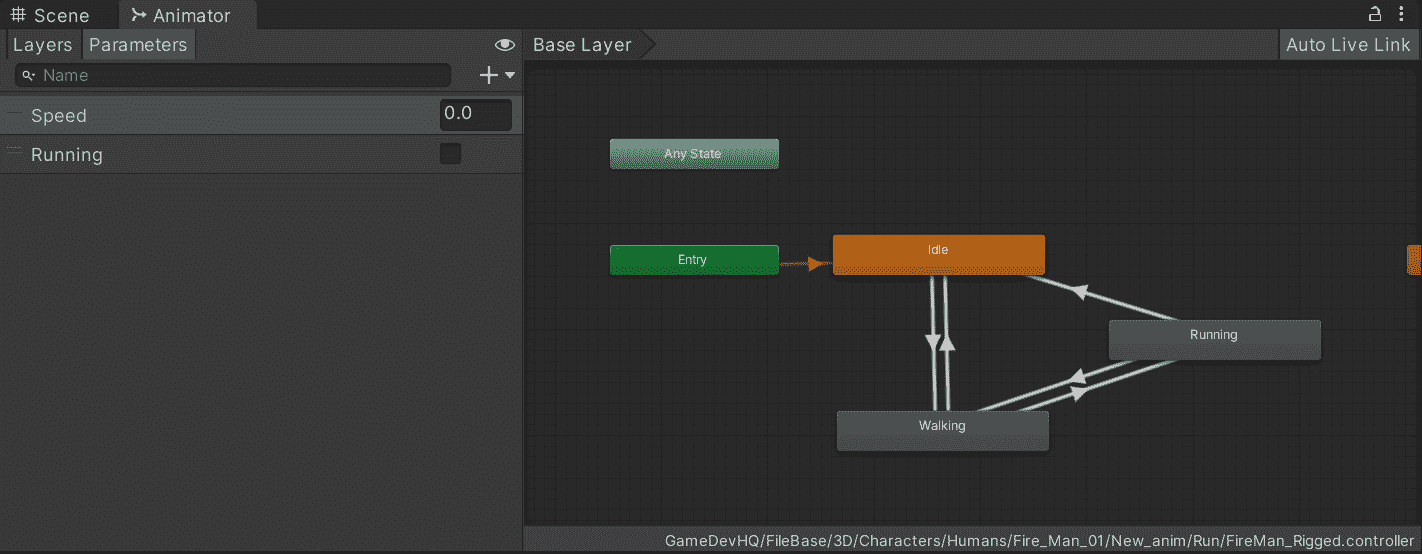 Scene Animator
Layers Parameters
Base Layer
Auto Live Link
Name
Speed 0.0
Running
Any State
Entry
Idle
Running
Walking
GameDevHQ/FileBase/3D/Characters/Humans/Fire_Man_01/New_anim/Run/FireMan_Rigged.controller